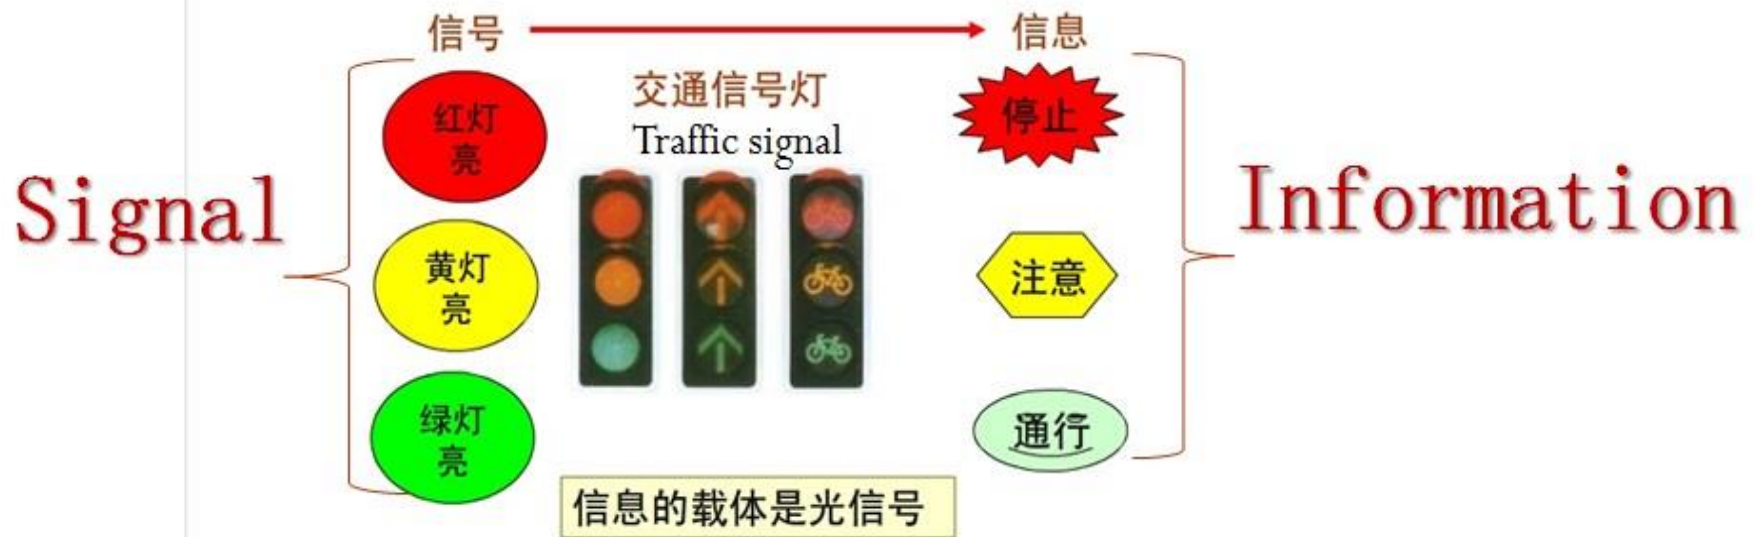 信号
信息
交通信号灯
Traffic signal
Signal
红灯
亮
黄灯
亮
绿灯
亮
停止
注意
通行
Information
信息的载体是光信号